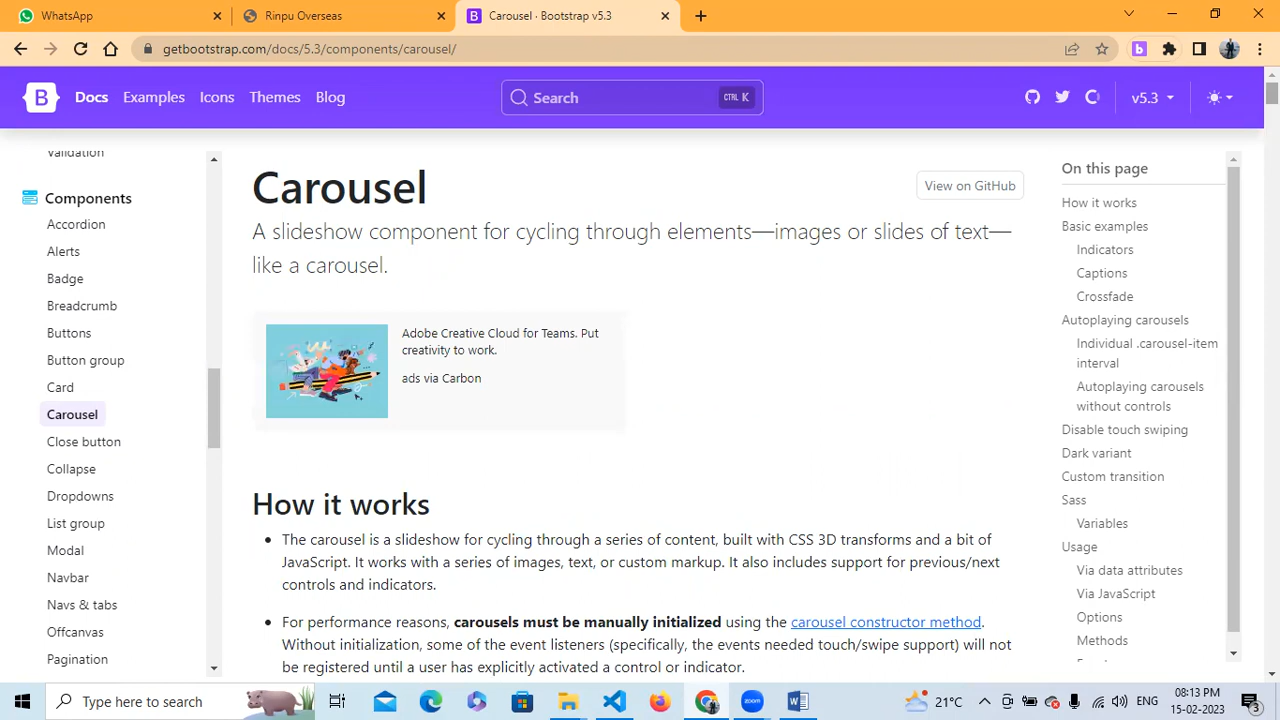 WhatsApp
Rinpu Overseas
Carousel · Bootstrap v5.3
getbootstrap.com/docs/5.3/components/carousel/
B Docs Examples Icons Themes Blog
Search CTRL K
v5.3
Validation
Components
Accordion
Alerts
Badge
Breadcrumb
Buttons
Button group
Card
Carousel
Close button
Collapse
Dropdowns
List group
Modal
Navbar
Navs & tabs
Offcanvas
Pagination
Carousel
View on GitHub
A slideshow component for cycling through elements—images or slides of text—
like a carousel.
Adobe Creative Cloud for Teams. Put
creativity to work.
ads via Carbon
How it works
• The carousel is a slideshow for cycling through a series of content, built with CSS 3D transforms and a bit of
JavaScript. It works with a series of images, text, or custom markup. It also includes support for previous/next
controls and indicators.
• For performance reasons, carousels must be manually initialized using the carousel constructor method.
Without initialization, some of the event listeners (specifically, the events needed touch/swipe support) will not
be registered until a user has explicitly activated a control or indicator.
On this page
How it works
Basic examples
Indicators
Captions
Crossfade
Autoplaying carousels
Individual .carousel-item
interval
Autoplaying carousels
without controls
Disable touch swiping
Dark variant
Custom transition
Sass
Variables
Usage
Via data attributes
Via JavaScript
Options
Methods
Type here to search
zoom
21°C
ENG
08:13 PM
15-02-2023
3